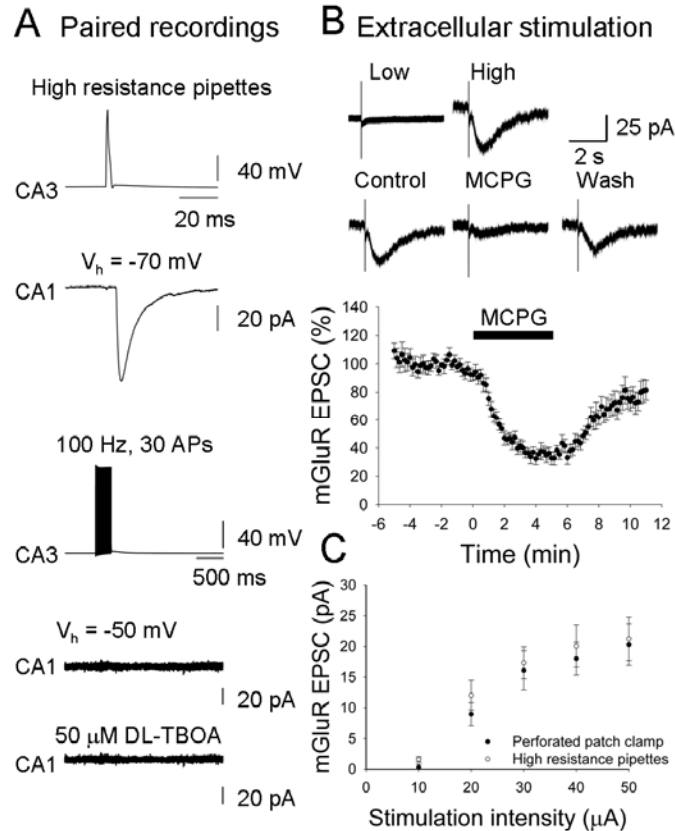 A Paired recordings
High resistance pipettes
40 mV
CA3
20 ms
Vh = -70 mV
CA1
20 pA
100 Hz, 30 APs
40 mV
CA3
500 ms
Vh = -50 mV
CA1
20 pA
50 μM DL-TBOA
CA1
20 pA
B Extracellular stimulation
Low High
25 pA
2 s
Control MCPG Wash
mGluR EPSC (%)
140
120
100
80
60
40
20
0
MCPG
-6 -4 -2 0 2 4 6 8 10 12
Time (min)
C
mGluR EPSC (pA)
30
25
20
15
10
5
0
Perforated patch clamp
High resistance pipettes
0 10 20 30 40 50
Stimulation intensity (μA)